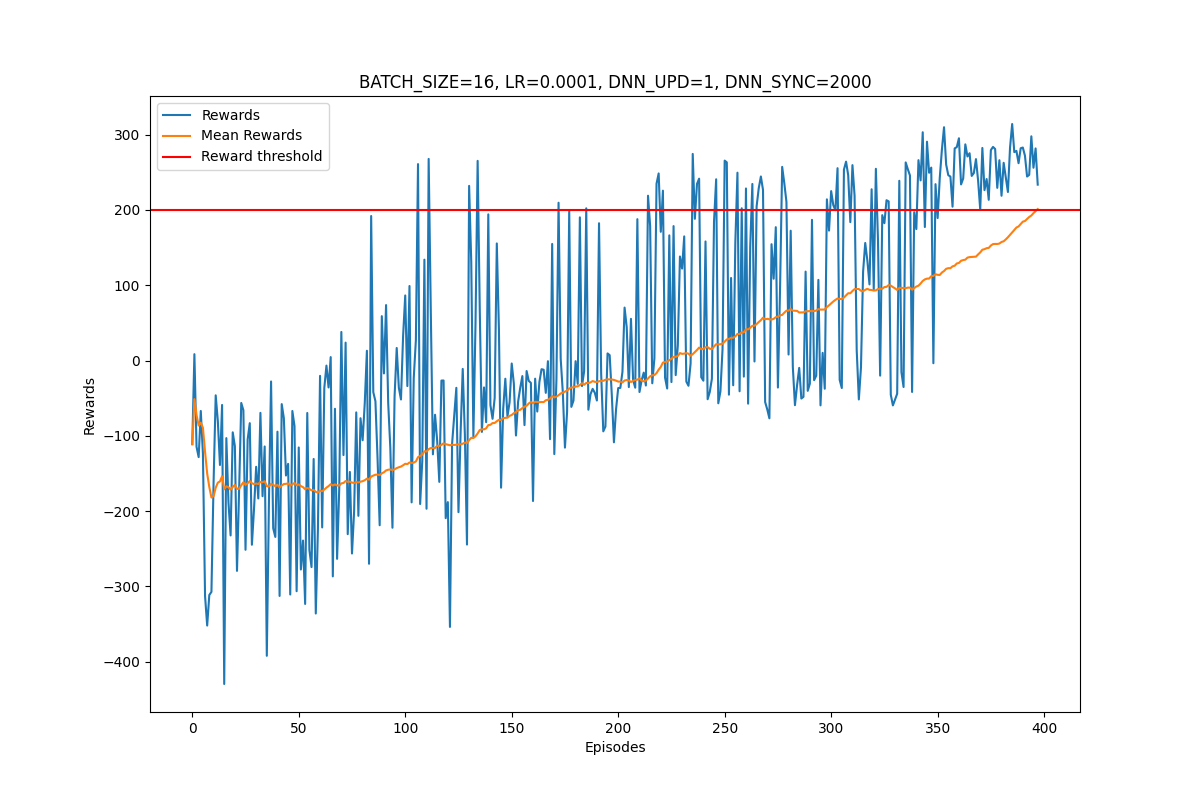 BATCH_SIZE=16, LR=0.0001, DNN_UPD=1, DNN_SYNC=2000
Rewards
Mean Rewards
Reward threshold
300
200
100
0
−100
−200
−300
−400
Rewards
0 50 100 150 200 250 300 350 400
Episodes